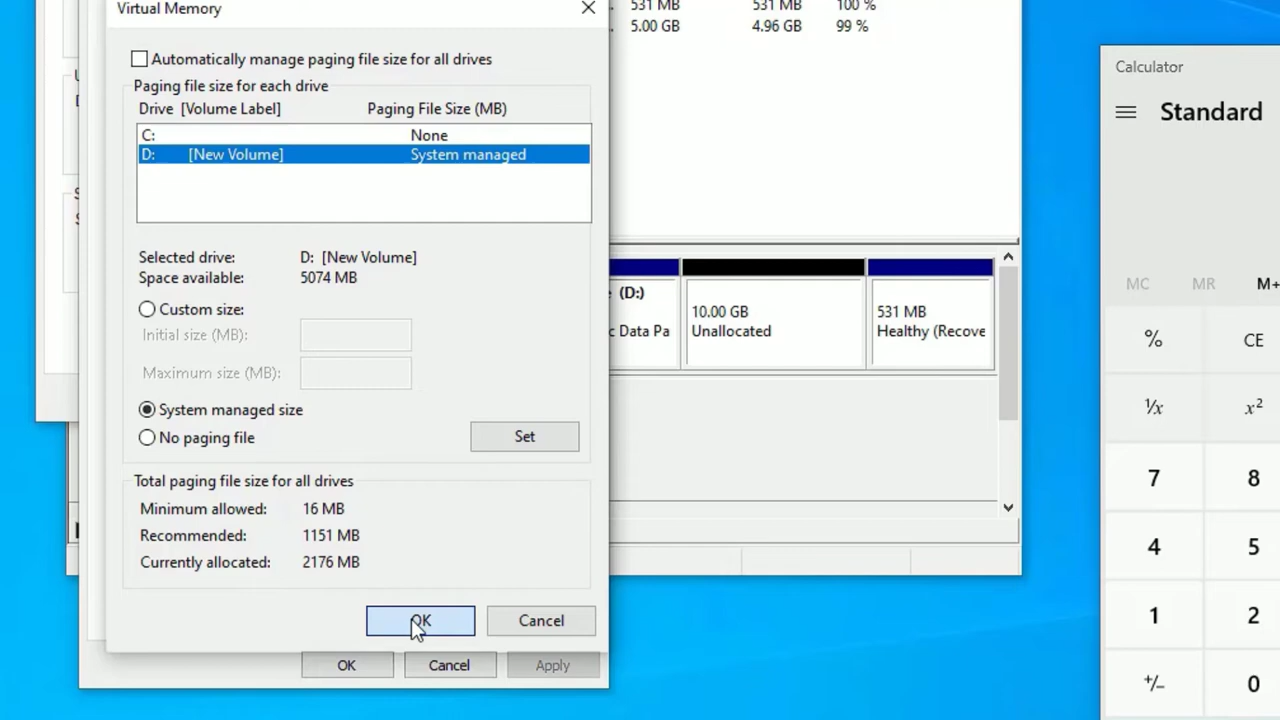 Virtual Memory
Automatically manage paging file size for all drives
Paging file size for each drive
Drive [Volume Label] Paging File Size (MB)
C: None
D: [New Volume] System managed
Selected drive: D: [New Volume]
Space available: 5074 MB
Custom size:
Initial size (MB):
Maximum size (MB):
System managed size
No paging file
Set
Total paging file size for all drives
Minimum allowed: 16 MB
Recommended: 1151 MB
Currently allocated: 2176 MB
OK Cancel
OK Cancel Apply
531 MB 531 MB 100 %
5.00 GB 4.96 GB 99 %
(D:)
c Data Pa
10.00 GB
Unallocated
531 MB
Healthy (Recove
Calculator
Standard
MC MR M+
% CE
¹/x x²
7 8
4 5
1 2
+/- 0